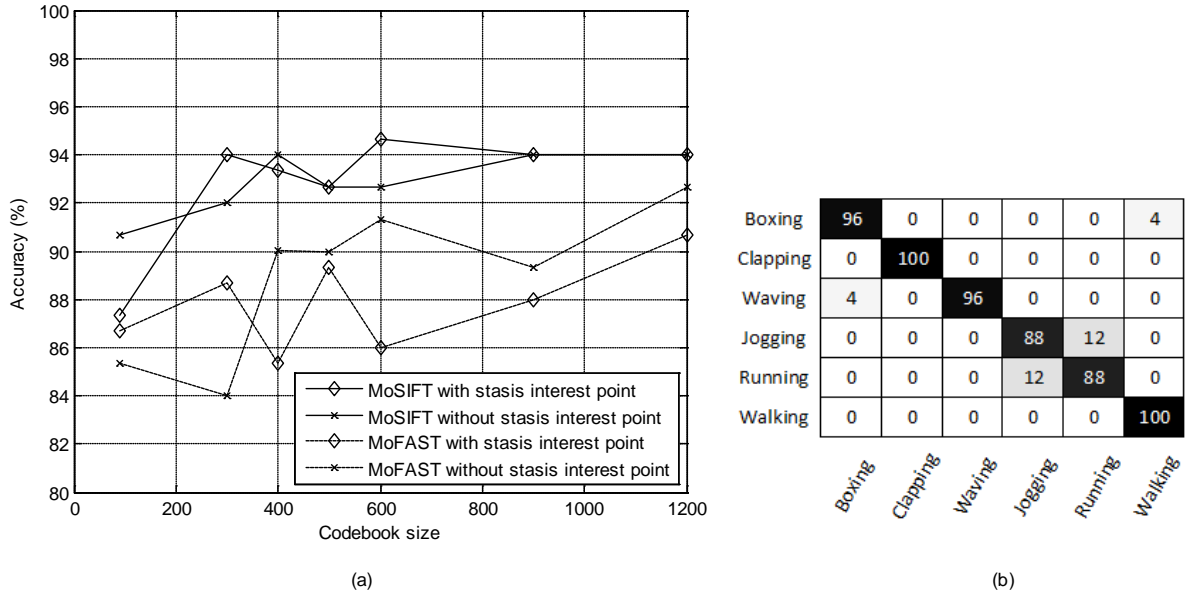 100
98
96
94
92
90
88
86
84
82
80
Accuracy (%)
0 200 400 600 800 1000 1200
Codebook size
MoSIFT with stasis interest point
MoSIFT without stasis interest point
MoFAST with stasis interest point
MoFAST without stasis interest point
(a)
Boxing 96 0 0 0 0 4
Clapping 0 100 0 0 0 0
Waving 4 0 96 0 0 0
Jogging 0 0 0 88 12 0
Running 0 0 0 12 88 0
Walking 0 0 0 0 0 100
Boxing Clapping Waving Jogging Running Walking
(b)